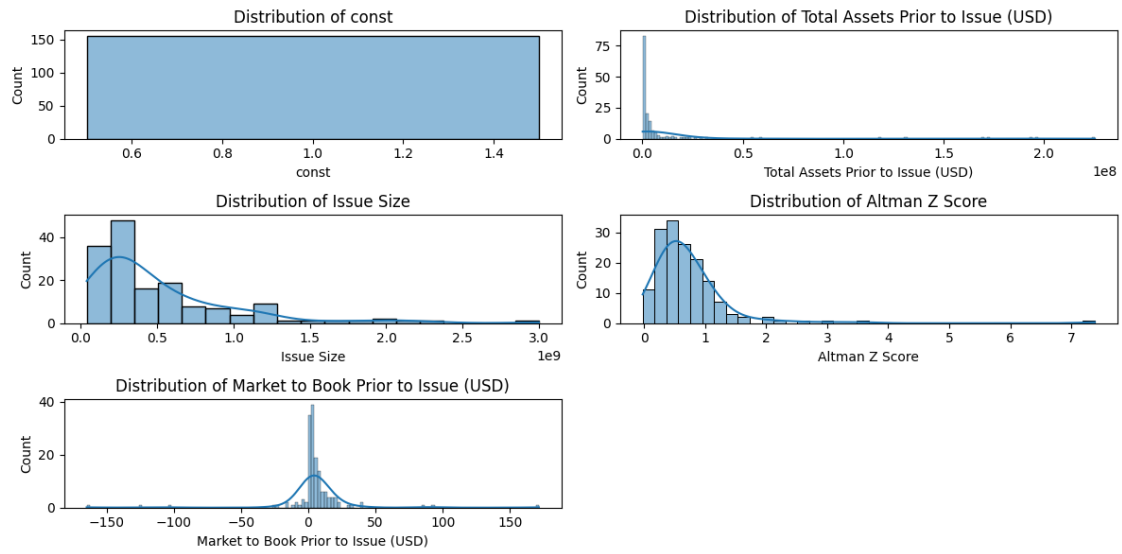 Distribution of const
150
100
50
0
Count
0.6 0.8 1.0 1.2 1.4
const
Distribution of Total Assets Prior to Issue (USD)
75
50
25
0
Count
0.0 0.5 1.0 1.5 2.0
1e8
Total Assets Prior to Issue (USD)
Distribution of Issue Size
40
20
0
Count
0.0 0.5 1.0 1.5 2.0 2.5 3.0
1e9
Issue Size
Distribution of Altman Z Score
30
20
10
0
Count
0 1 2 3 4 5 6 7
Altman Z Score
Distribution of Market to Book Prior to Issue (USD)
40
20
0
Count
−150 −100 −50 0 50 100 150
Market to Book Prior to Issue (USD)